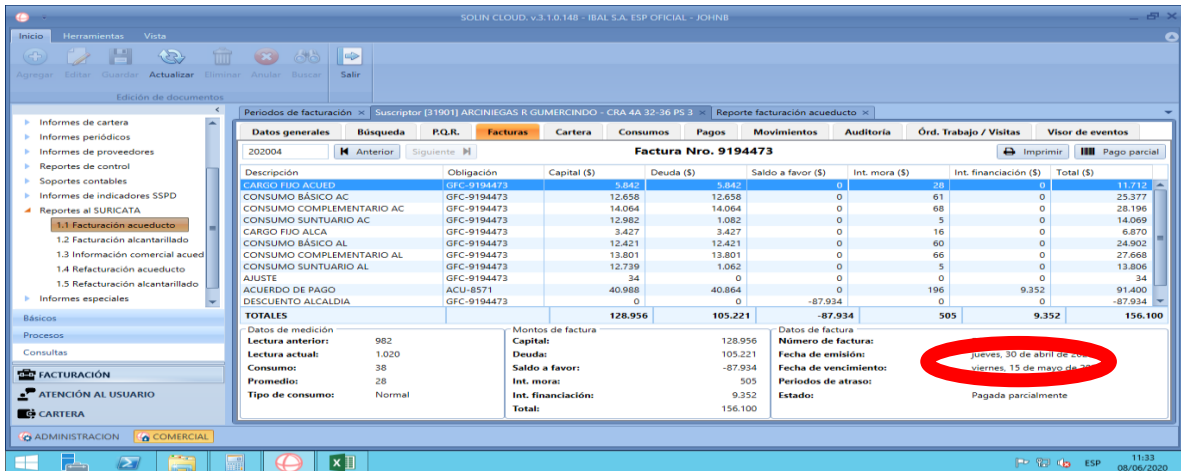 SOLIN CLOUD. v.3.1.0.148 - IBAL S.A. ESP OFICIAL - JOHNB
Inicio Herramientas Vista
Agregar Editar Guardar Actualizar Eliminar Anular Buscar Salir
Edición de documentos
Informes de cartera
Informes periódicos
Informes de proveedores
Reportes de control
Soportes contables
Informes de indicadores SSPD
Reportes al SURICATA
1.1 Facturación acueducto
1.2 Facturación alcantarillado
1.3 Información comercial acued
1.4 Refacturación acueducto
1.5 Refacturación alcantarillado
Informes especiales
Básicos
Procesos
Consultas
FACTURACIÓN
ATENCIÓN AL USUARIO
CARTERA
Periodos de facturación × Suscriptor [31901] ARCINIEGAS R GUMERCINDO - CRA 4A 32-36 PS 3 × Reporte facturación acueducto ×
Datos generales Búsqueda P.Q.R. Facturas Cartera Consumos Pagos Movimientos Auditoría Órd. Trabajo / Visitas Visor de eventos
202004 Anterior Siguiente Factura Nro. 9194473 Imprimir Pago parcial
Descripción Obligación Capital ($) Deuda ($) Saldo a favor ($) Int. mora ($) Int. financiación ($) Total ($)
CARGO FIJO ACUED GFC-9194473 5.842 5.842 0 28 0 11.712
CONSUMO BÁSICO AC GFC-9194473 12.658 12.658 0 61 0 25.377
CONSUMO COMPLEMENTARIO AC GFC-9194473 14.064 14.064 0 68 0 28.196
CONSUMO SUNTUARIO AC GFC-9194473 12.982 1.082 0 5 0 14.069
CARGO FIJO ALCA GFC-9194473 3.427 3.427 0 16 0 6.870
CONSUMO BÁSICO AL GFC-9194473 12.421 12.421 0 60 0 24.902
CONSUMO COMPLEMENTARIO AL GFC-9194473 13.801 13.801 0 66 0 27.668
CONSUMO SUNTUARIO AL GFC-9194473 12.739 1.062 0 5 0 13.806
AJUSTE GFC-9194473 34 0 0 0 0 34
ACUERDO DE PAGO ACU-8571 40.988 40.864 0 196 9.352 91.400
DESCUENTO ALCALDIA GFC-9194473 0 0 -87.934 0 0 -87.934
TOTALES 128.956 105.221 -87.934 505 9.352 156.100
Datos de medición
Lectura anterior: 982
Lectura actual: 1.020
Consumo: 38
Promedio: 28
Tipo de consumo: Normal
Montos de factura
Capital: 128.956
Deuda: 105.221
Saldo a favor: -87.934
Int. mora: 505
Int. financiación: 9.352
Total: 156.100
Datos de factura
Número de factura:
Fecha de emisión: jueves, 30 de abril de
Fecha de vencimiento: viernes, 15 de mayo de
Periodos de atraso:
Estado: Pagada parcialmente
ADMINISTRACION COMERCIAL
ESP 11:33
08/06/2020